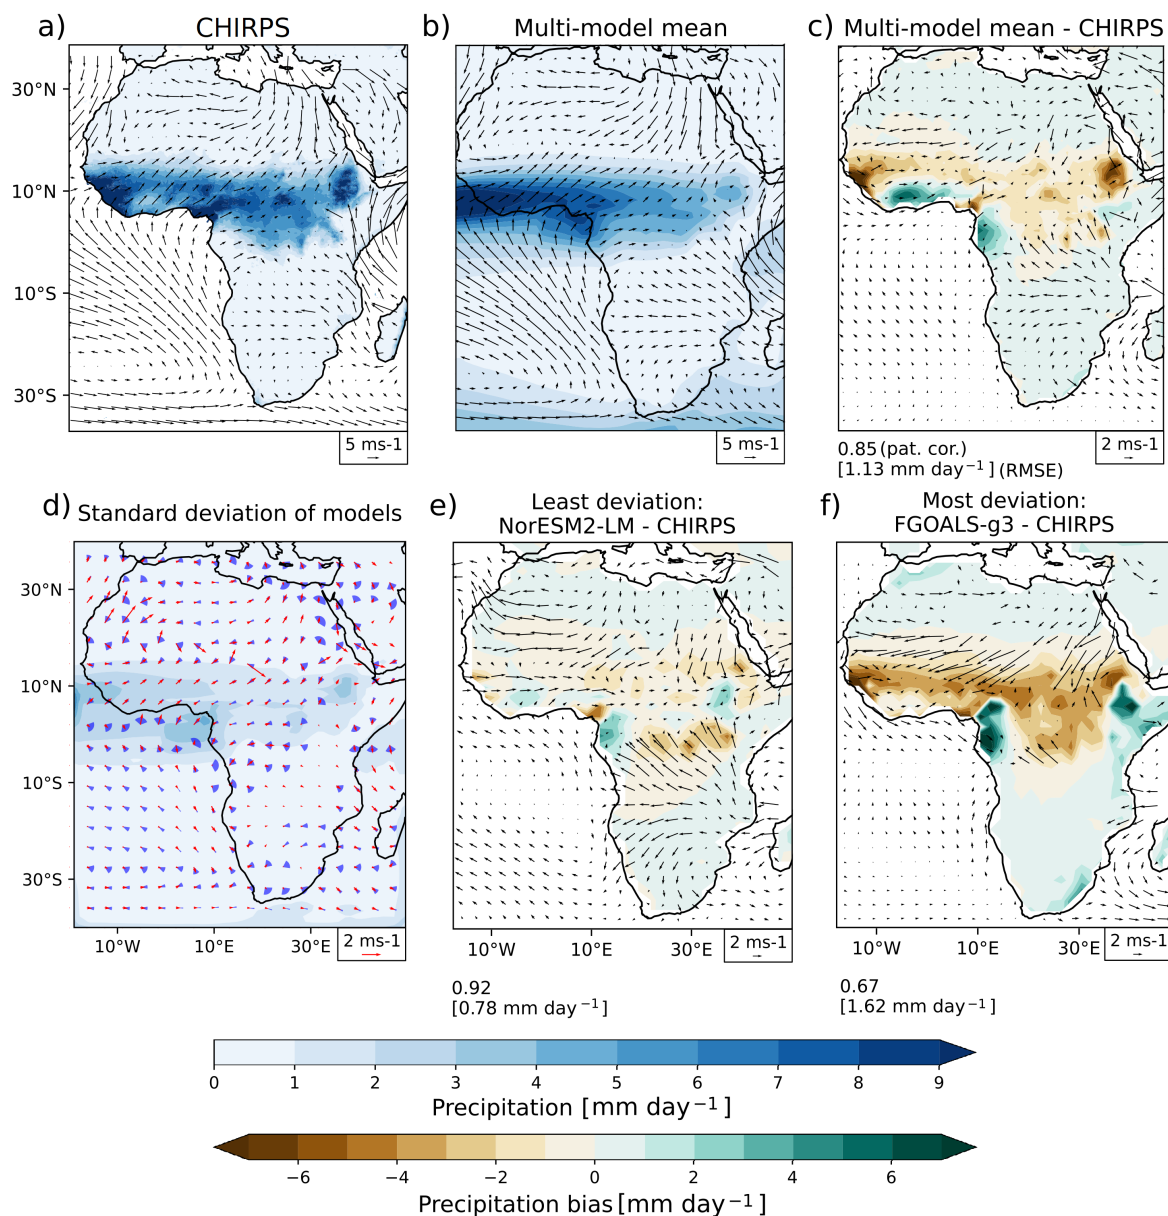 a) CHIRPS
b) Multi-model mean
c) Multi-model mean - CHIRPS
30°N
10°N
10°S
30°S
5 ms-1
5 ms-1
2 ms-1
0.85 (pat. cor.)
[1.13 mm day⁻¹] (RMSE)
d) Standard deviation of models
e) Least deviation:
NorESM2-LM - CHIRPS
f) Most deviation:
FGOALS-g3 - CHIRPS
30°N
10°N
10°S
30°S
10°W 10°E 30°E 2 ms-1
10°W 10°E 30°E 2 ms-1
10°W 10°E 30°E 2 ms-1
0.92
[0.78 mm day⁻¹]
0.67
[1.62 mm day⁻¹]
0 1 2 3 4 5 6 7 8 9
Precipitation [mm day⁻¹]
−6 −4 −2 0 2 4 6
Precipitation bias [mm day⁻¹]